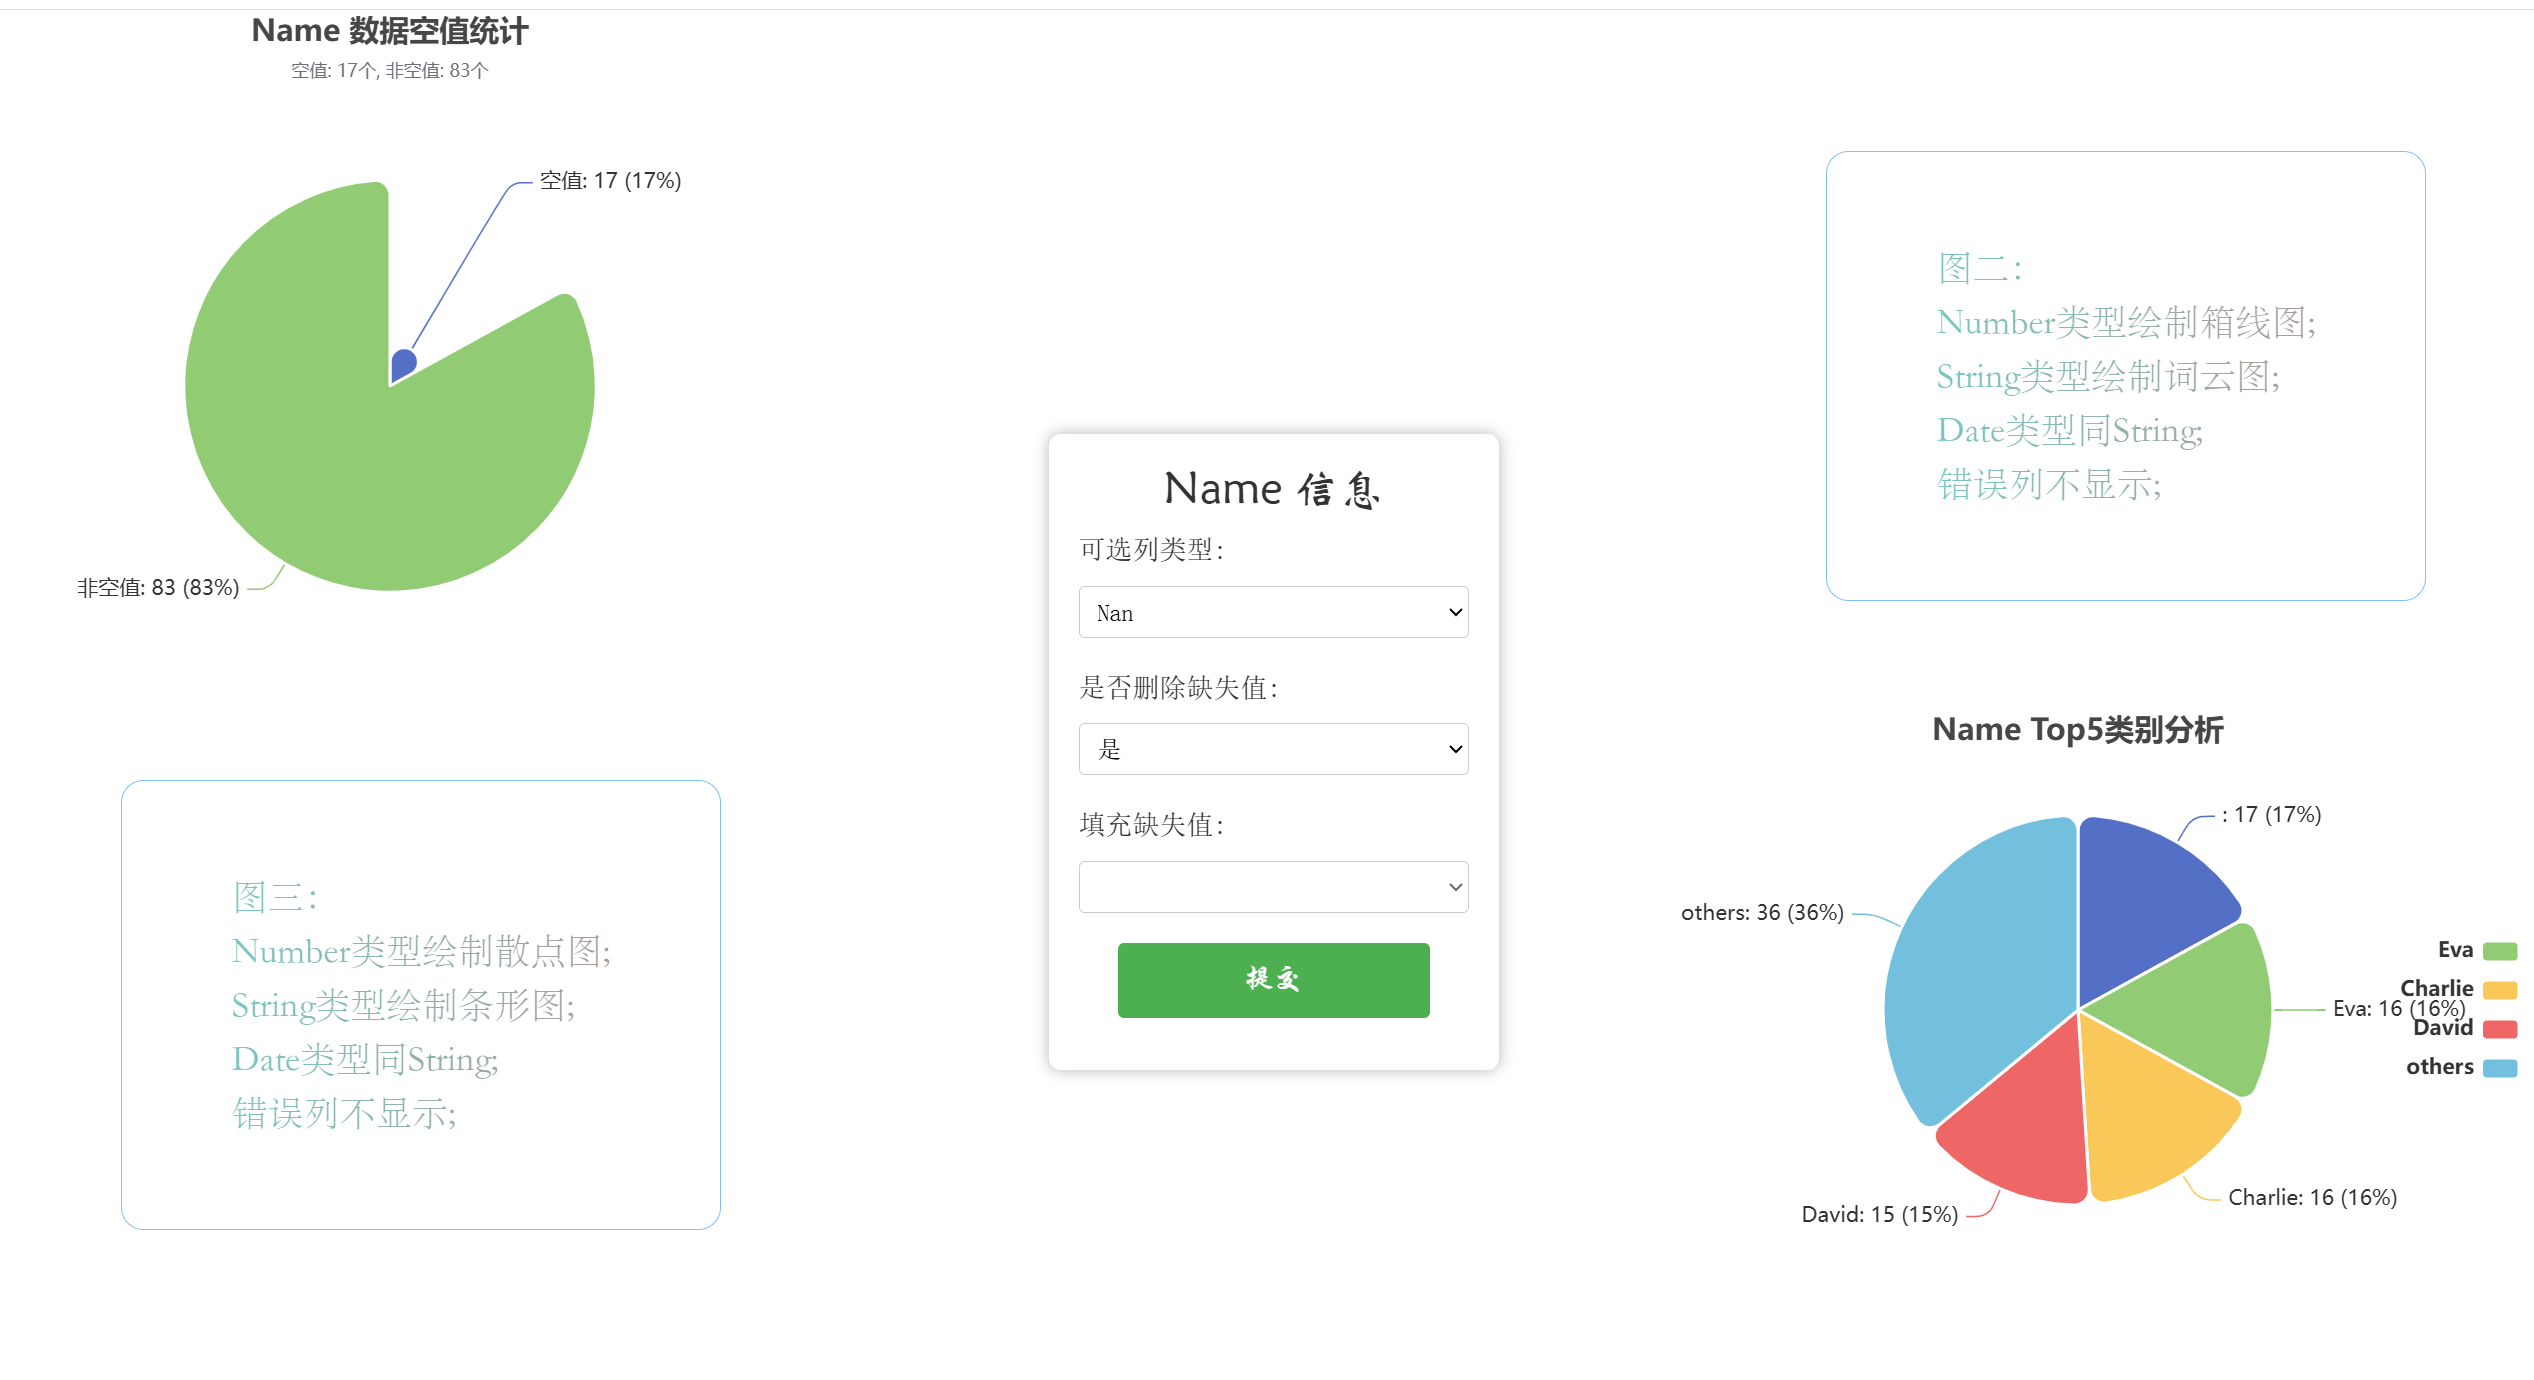 Name 数据空值统计
空值: 17个, 非空值: 83个
空值: 17 (17%)
非空值: 83 (83%)
图二:
Number类型绘制箱线图;
String类型绘制词云图;
Date类型同String;
错误列不显示;
Name 信息
可选列类型:
Nan
是否删除缺失值:
是
填充缺失值:
提交
图三:
Number类型绘制散点图;
String类型绘制条形图;
Date类型同String;
错误列不显示;
Name Top5类别分析
: 17 (17%)
others: 36 (36%)
Eva: 16 (16%)
Charlie: 16 (16%)
David: 15 (15%)
Eva
Charlie
David
others